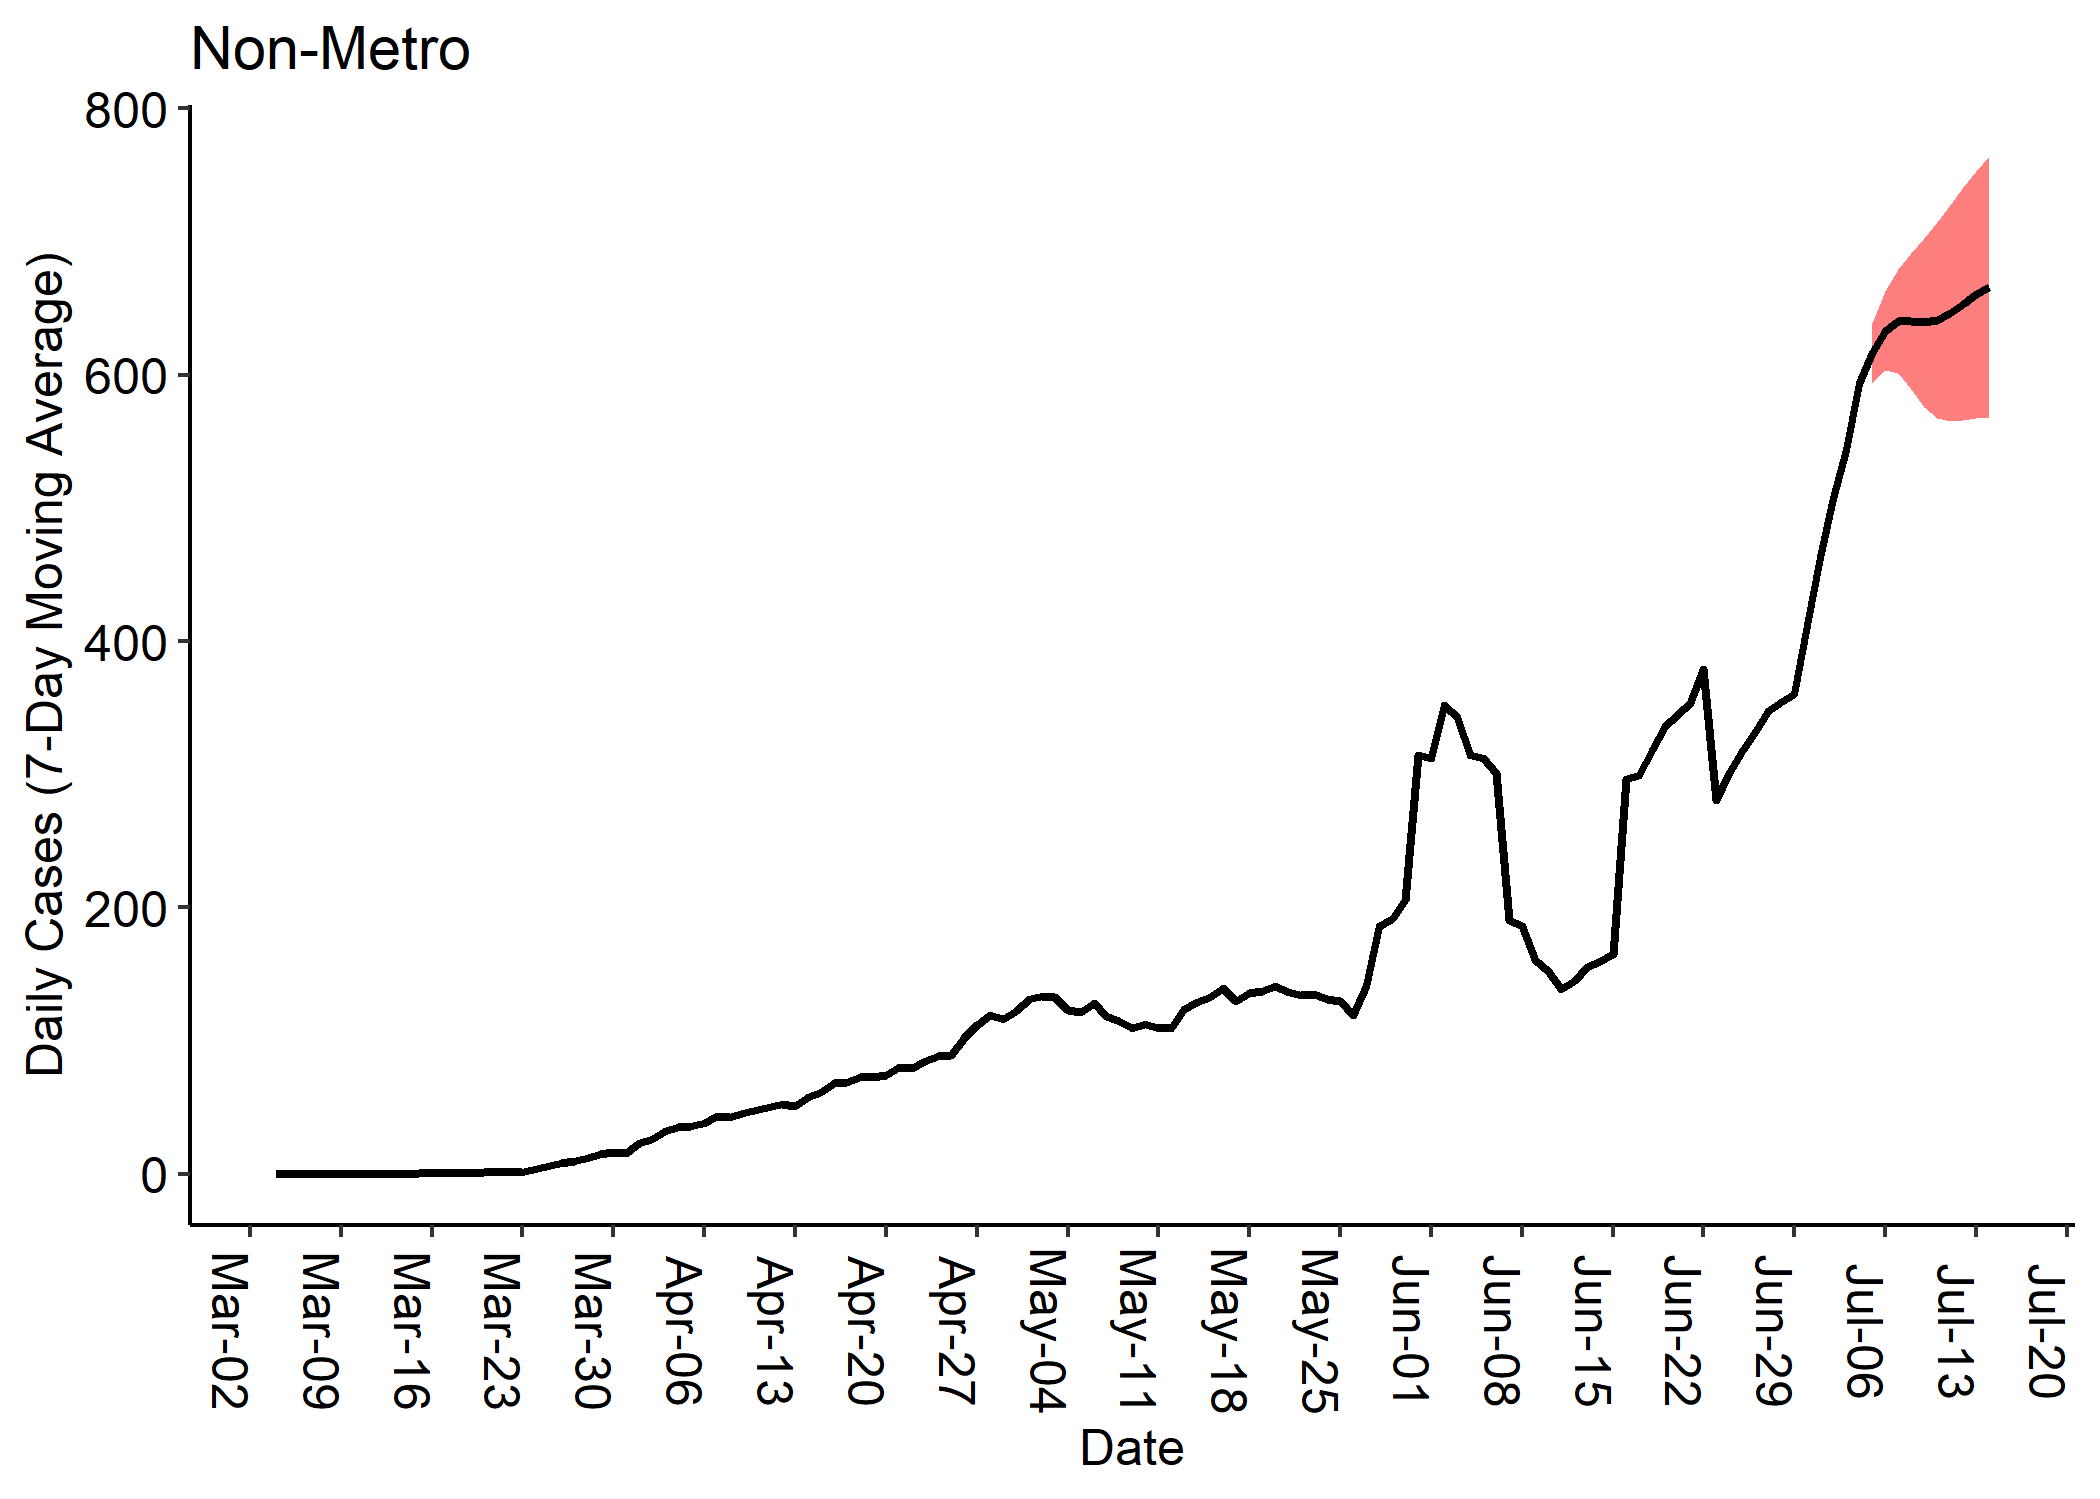 Non-Metro
Daily Cases (7-Day Moving Average)
800
600
400
200
0
Mar-02
Mar-09
Mar-16
Mar-23
Mar-30
Apr-06
Apr-13
Apr-20
Apr-27
May-04
May-11
May-18
May-25
Jun-01
Jun-08
Jun-15
Jun-22
Jun-29
Jul-06
Jul-13
Jul-20
Date